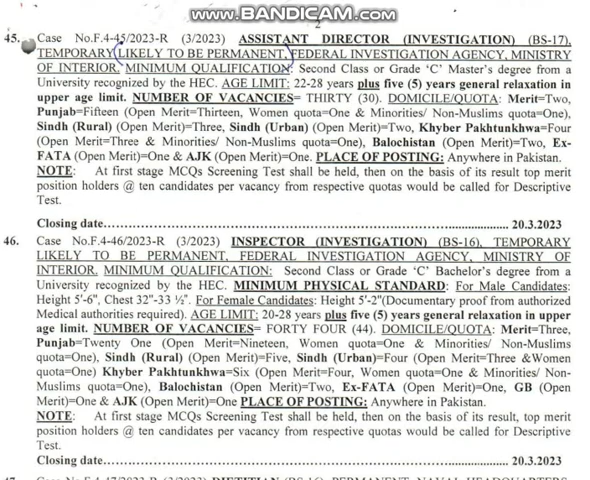 www.BANDICAM.com
2
45. Case No.F.4-45/2023-R (3/2023) ASSISTANT DIRECTOR (INVESTIGATION) (BS-17),
TEMPORARY (LIKELY TO BE PERMANENT,) FEDERAL INVESTIGATION AGENCY, MINISTRY
OF INTERIOR. MINIMUM QUALIFICATION: Second Class or Grade ‘C’ Master’s degree from a
University recognized by the HEC. AGE LIMIT: 22-28 years plus five (5) years general relaxation in
upper age limit. NUMBER OF VACANCIES= THIRTY (30). DOMICILE/QUOTA: Merit=Two,
Punjab=Fifteen (Open Merit=Thirteen, Women quota=One & Minorities/ Non-Muslims quota=One),
Sindh (Rural) (Open Merit)=Three, Sindh (Urban) (Open Merit)=Two, Khyber Pakhtunkhwa=Four
(Open Merit=Three & Minorities/ Non-Muslims quota=One), Balochistan (Open Merit)=Two, Ex-
FATA (Open Merit)=One & AJK (Open Merit)=One. PLACE OF POSTING: Anywhere in Pakistan.
NOTE: At first stage MCQs Screening Test shall be held, then on the basis of its result top merit
position holders @ ten candidates per vacancy from respective quotas would be called for Descriptive
Test.
Closing date........................................................................................................... 20.3.2023
46. Case No.F.4-46/2023-R (3/2023) INSPECTOR (INVESTIGATION) (BS-16), TEMPORARY
LIKELY TO BE PERMANENT, FEDERAL INVESTIGATION AGENCY, MINISTRY OF
INTERIOR. MINIMUM QUALIFICATION: Second Class or Grade ‘C’ Bachelor’s degree from a
University recognized by the HEC. MINIMUM PHYSICAL STANDARD: For Male Candidates:
Height 5'-6", Chest 32"-33 ½". For Female Candidates: Height 5'-2"(Documentary proof from authorized
Medical authorities required). AGE LIMIT: 20-28 years plus five (5) years general relaxation in upper
age limit. NUMBER OF VACANCIES= FORTY FOUR (44). DOMICILE/QUOTA: Merit=Three,
Punjab=Twenty One (Open Merit=Nineteen, Women quota=One & Minorities/ Non-Muslims
quota=One), Sindh (Rural) (Open Merit)=Five, Sindh (Urban)=Four (Open Merit=Three &Women
quota=One) Khyber Pakhtunkhwa=Six (Open Merit=Four, Women quota=One & Minorities/ Non-
Muslims quota=One), Balochistan (Open Merit)=Two, Ex-FATA (Open Merit)=One, GB (Open
Merit)=One & AJK (Open Merit)=One PLACE OF POSTING: Anywhere in Pakistan.
NOTE: At first stage MCQs Screening Test shall be held, then on the basis of its result, top merit
position holders @ ten candidates per vacancy from respective quotas would be called for Descriptive
Test.
Closing date........................................................................................................... 20.3.2023